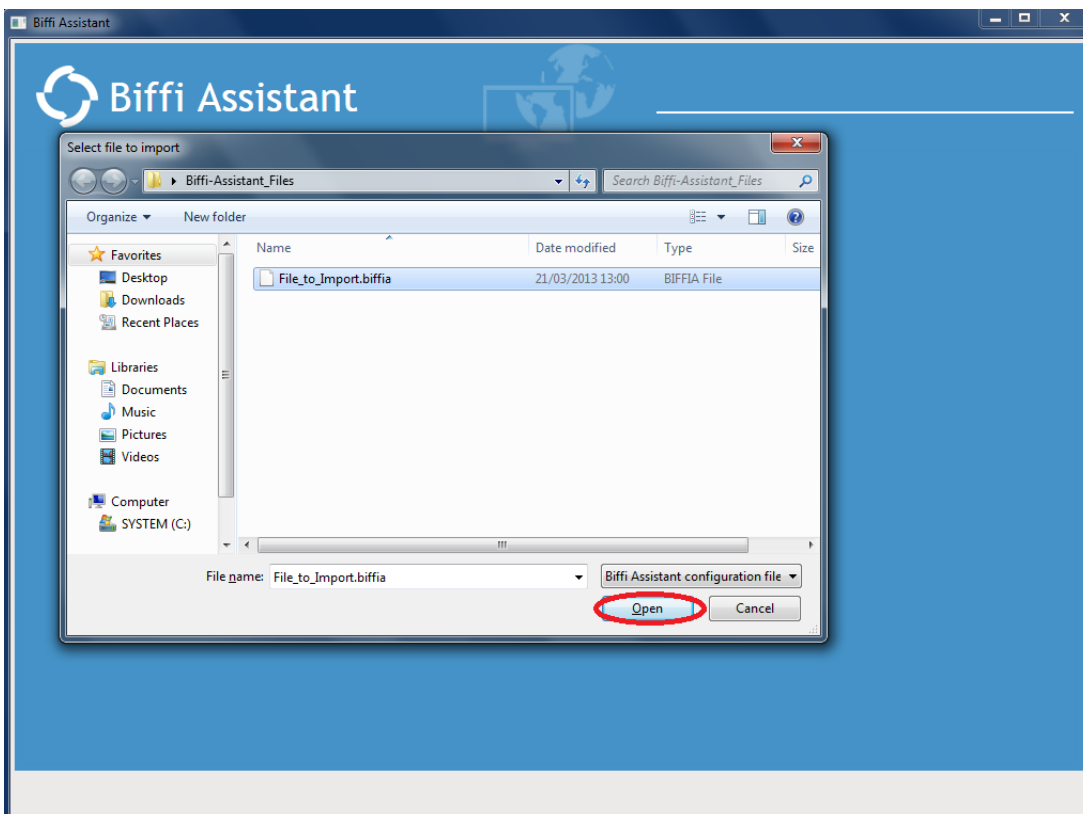 Biffi Assistant
Biffi Assistant
Select file to import
Biffi-Assistant_Files
Search Biffi-Assistant_Files
Organize New folder
Name Date modified Type Size
File_to_Import.biffia 21/03/2013 13:00 BIFFIA File
Favorites
Desktop
Downloads
Recent Places
Libraries
Documents
Music
Pictures
Videos
Computer
SYSTEM (C:)
File name: File_to_Import.biffia Biffi Assistant configuration file
Open Cancel